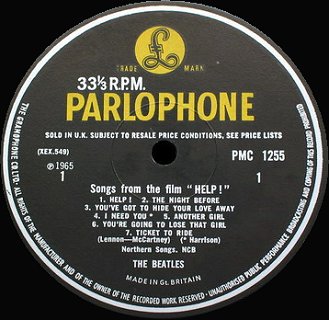 £
TRADE MARK
33⅓ R.P.M.
PARLOPHONE
SOLD IN U.K. SUBJECT TO RESALE PRICE CONDITIONS, SEE PRICE LISTS
(XEX.549)
PMC 1255
℗ 1965
1
1
Songs from the film "HELP!"
1. HELP! 2. THE NIGHT BEFORE
3. YOU'VE GOT TO HIDE YOUR LOVE AWAY
4. I NEED YOU * 5. ANOTHER GIRL
6. YOU'RE GOING TO LOSE THAT GIRL
7. TICKET TO RIDE
(Lennon—McCartney) (* Harrison)
Northern Songs, NCB
THE BEATLES
MADE IN GT. BRITAIN
THE GRAMOPHONE CO. LTD. ALL RIGHTS OF THE MANUFACTURER AND OF THE OWNER OF THE RECORDED WORK RESERVED · UNAUTHORISED PUBLIC PERFORMANCE BROADCASTING AND COPYING OF THIS RECORD PROHIBITED